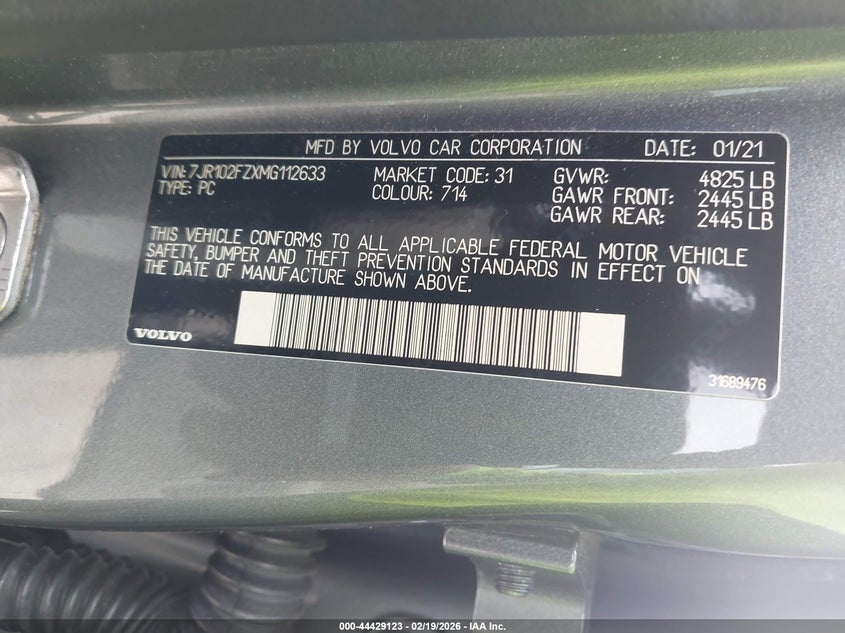 MFD BY VOLVO CAR CORPORATION DATE: 01/21
VIN: 7JR102FZXMG112633 MARKET CODE: 31 GVWR: 4825 LB
TYPE: PC COLOUR: 714 GAWR FRONT: 2445 LB
GAWR REAR: 2445 LB
THIS VEHICLE CONFORMS TO ALL APPLICABLE FEDERAL MOTOR VEHICLE
SAFETY, BUMPER AND THEFT PREVENTION STANDARDS IN EFFECT ON
THE DATE OF MANUFACTURE SHOWN ABOVE.
VOLVO
31689476
000-44429123 - 02/19/2026 - IAA Inc.